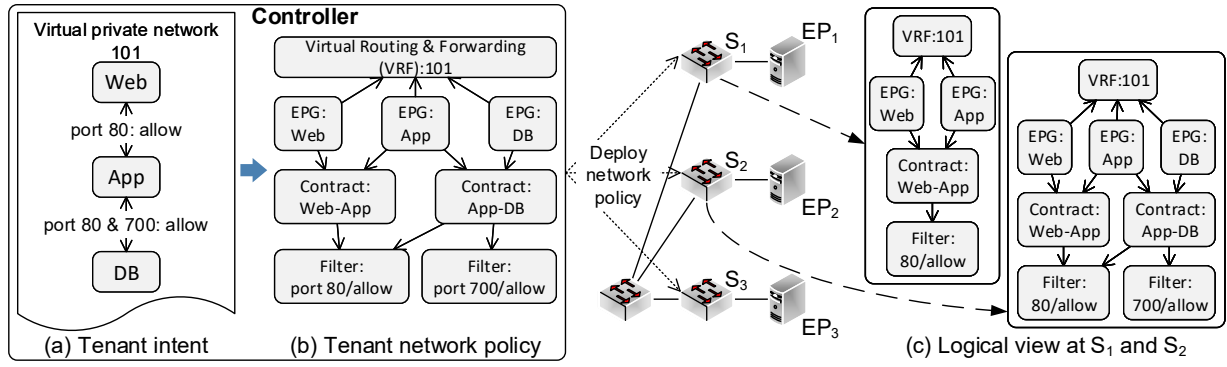 Controller
Virtual private network
101
Web
port 80: allow
App
port 80 & 700: allow
DB
(a) Tenant intent
Virtual Routing & Forwarding
(VRF):101
EPG:
Web
EPG:
App
EPG:
DB
Contract:
Web-App
Contract:
App-DB
Filter:
port 80/allow
Filter:
port 700/allow
(b) Tenant network policy
Deploy
network
policy
S1
EP1
S2
EP2
S3
EP3
VRF:101
EPG:
Web
EPG:
App
Contract:
Web-App
Filter:
80/allow
VRF:101
EPG:
Web
EPG:
App
EPG:
DB
Contract:
Web-App
Contract:
App-DB
Filter:
80/allow
Filter:
700/allow
(c) Logical view at S1 and S2